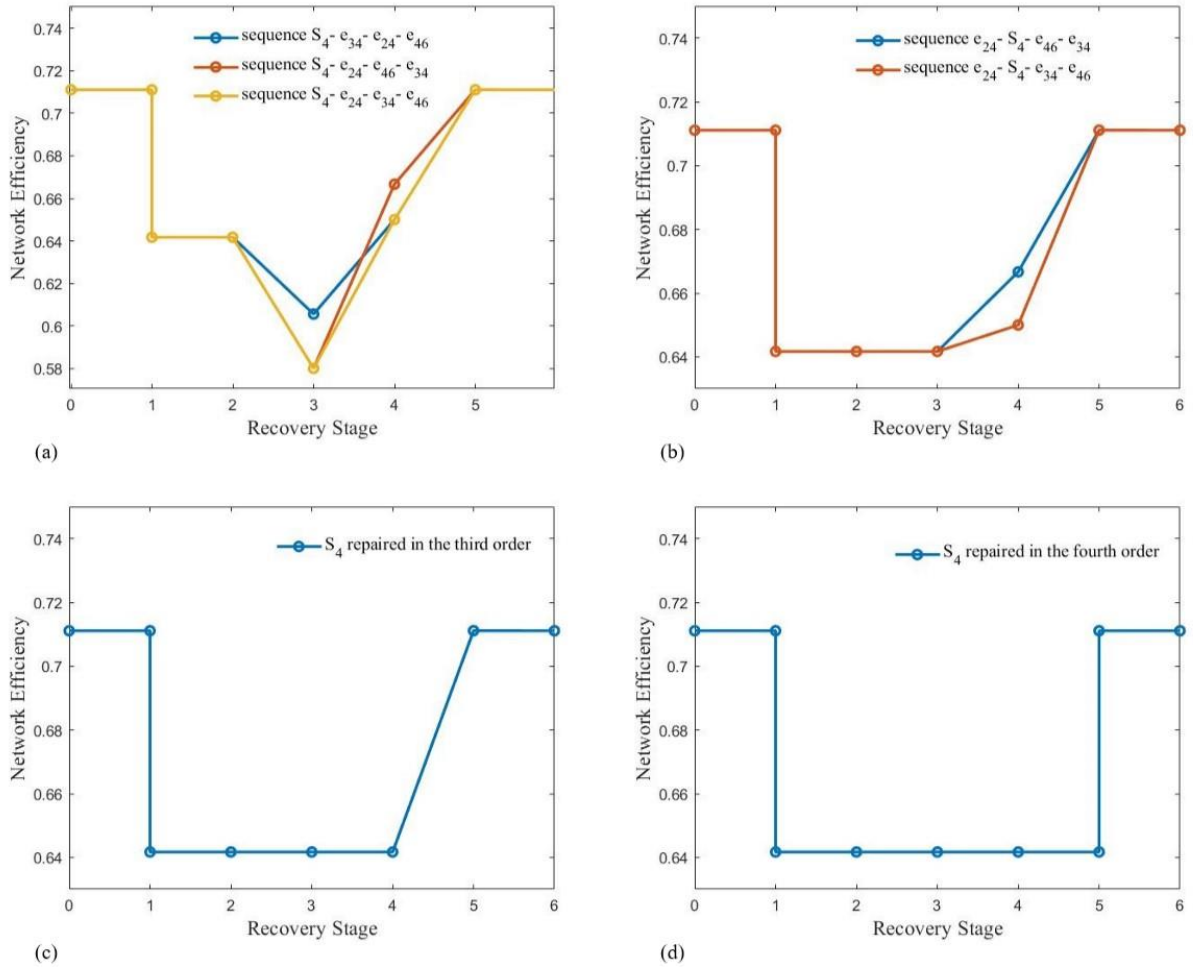 sequence S4- e34- e24- e46
sequence S4- e24- e46- e34
sequence S4- e24- e34- e46
0.74
0.72
0.7
0.68
0.66
0.64
0.62
0.6
0.58
Network Efficiency
0 1 2 3 4 5
Recovery Stage
(a)
sequence e24- S4- e46- e34
sequence e24- S4- e34- e46
0.74
0.72
0.7
0.68
0.66
0.64
Network Efficiency
0 1 2 3 4 5 6
Recovery Stage
(b)
S4 repaired in the third order
0.74
0.72
0.7
0.68
0.66
0.64
Network Efficiency
0 1 2 3 4 5 6
Recovery Stage
(c)
S4 repaired in the fourth order
0.74
0.72
0.7
0.68
0.66
0.64
Network Efficiency
0 1 2 3 4 5 6
Recovery Stage
(d)